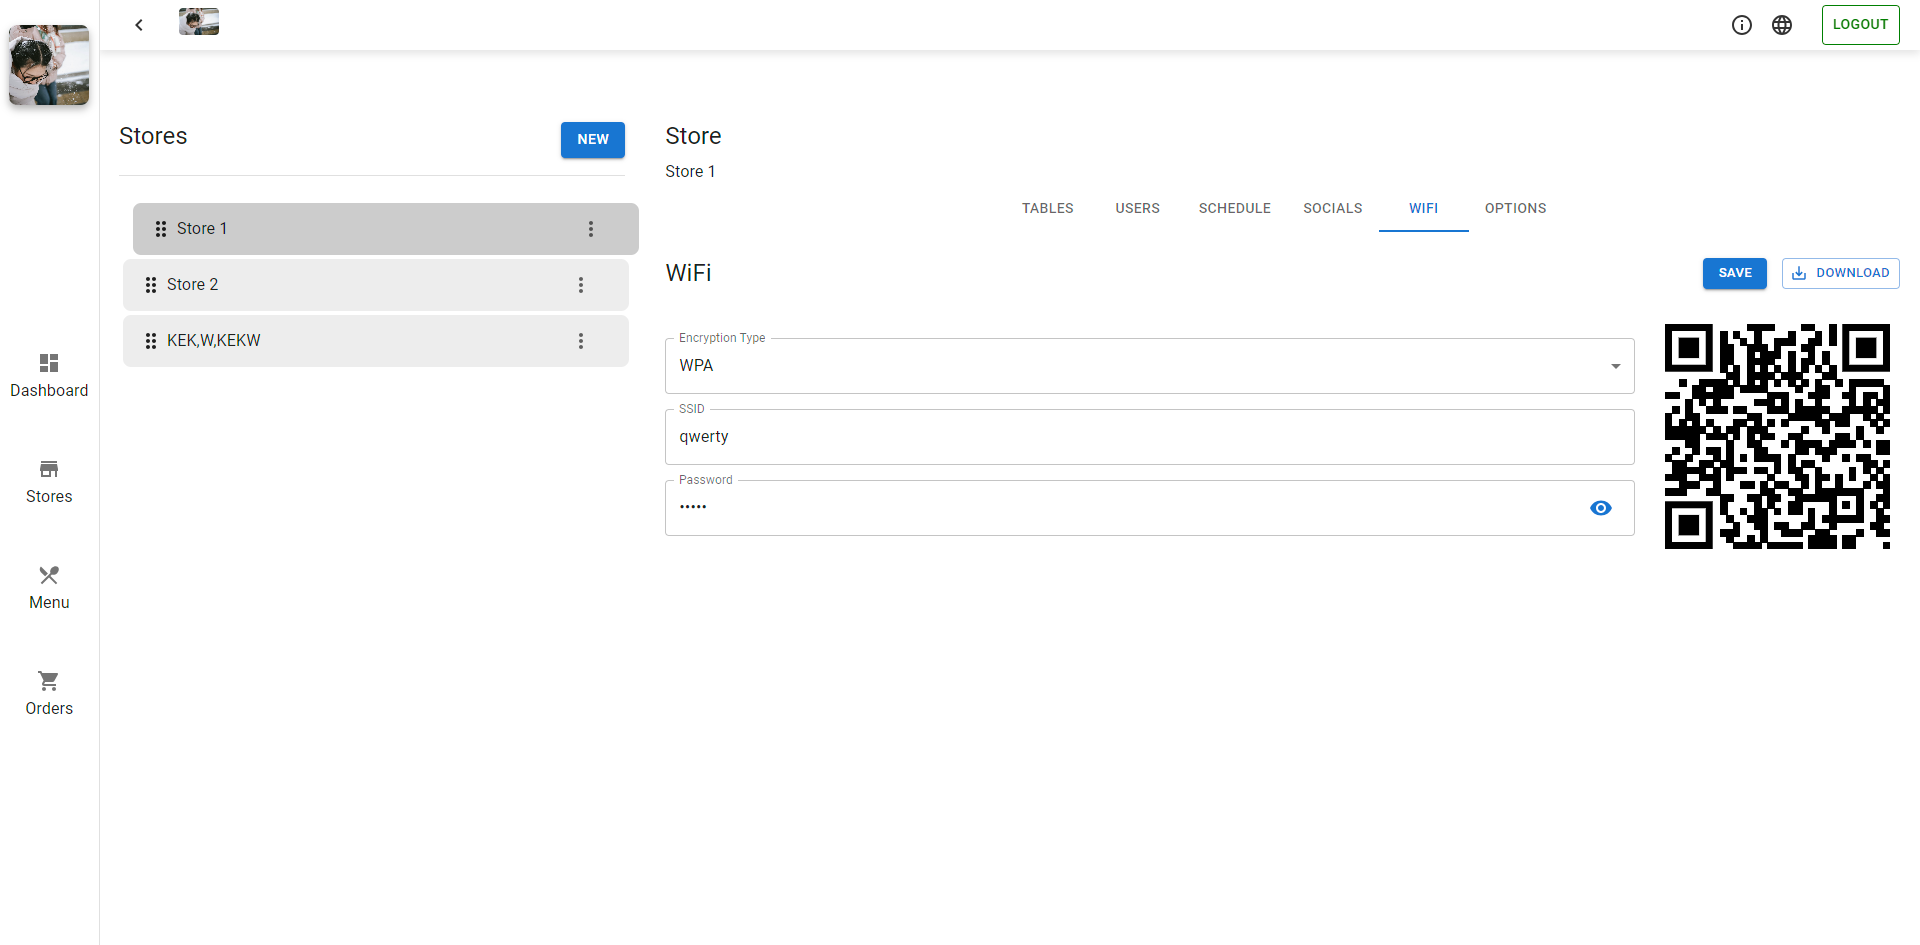 LOGOUT
Dashboard
Stores
Menu
Orders
Stores
NEW
Store 1
Store 2
KEK,W,KEKW
Store
Store 1
TABLES USERS SCHEDULE SOCIALS WIFI OPTIONS
WiFi
SAVE DOWNLOAD
Encryption Type
WPA
SSID
qwerty
Password
•••••